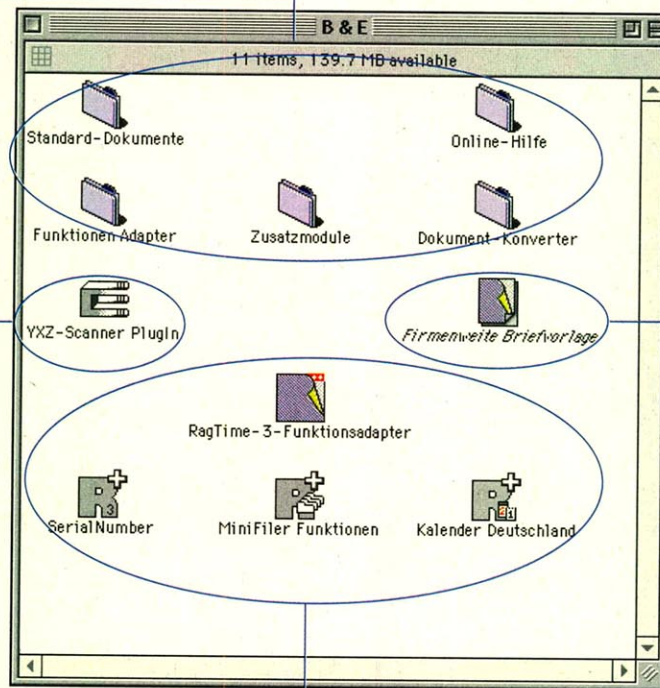 B & E
11 items, 139.7 MB available
Standard-Dokumente
Online-Hilfe
Funktionen Adapter
Zusatzmodule
Dokument-Konverter
YXZ-Scanner PlugIn
Firmenweite Briefvorlage
RagTime-3-Funktionsadapter
R
3
R
R
SerialNumber
MiniFiler Funktionen
Kalender Deutschland